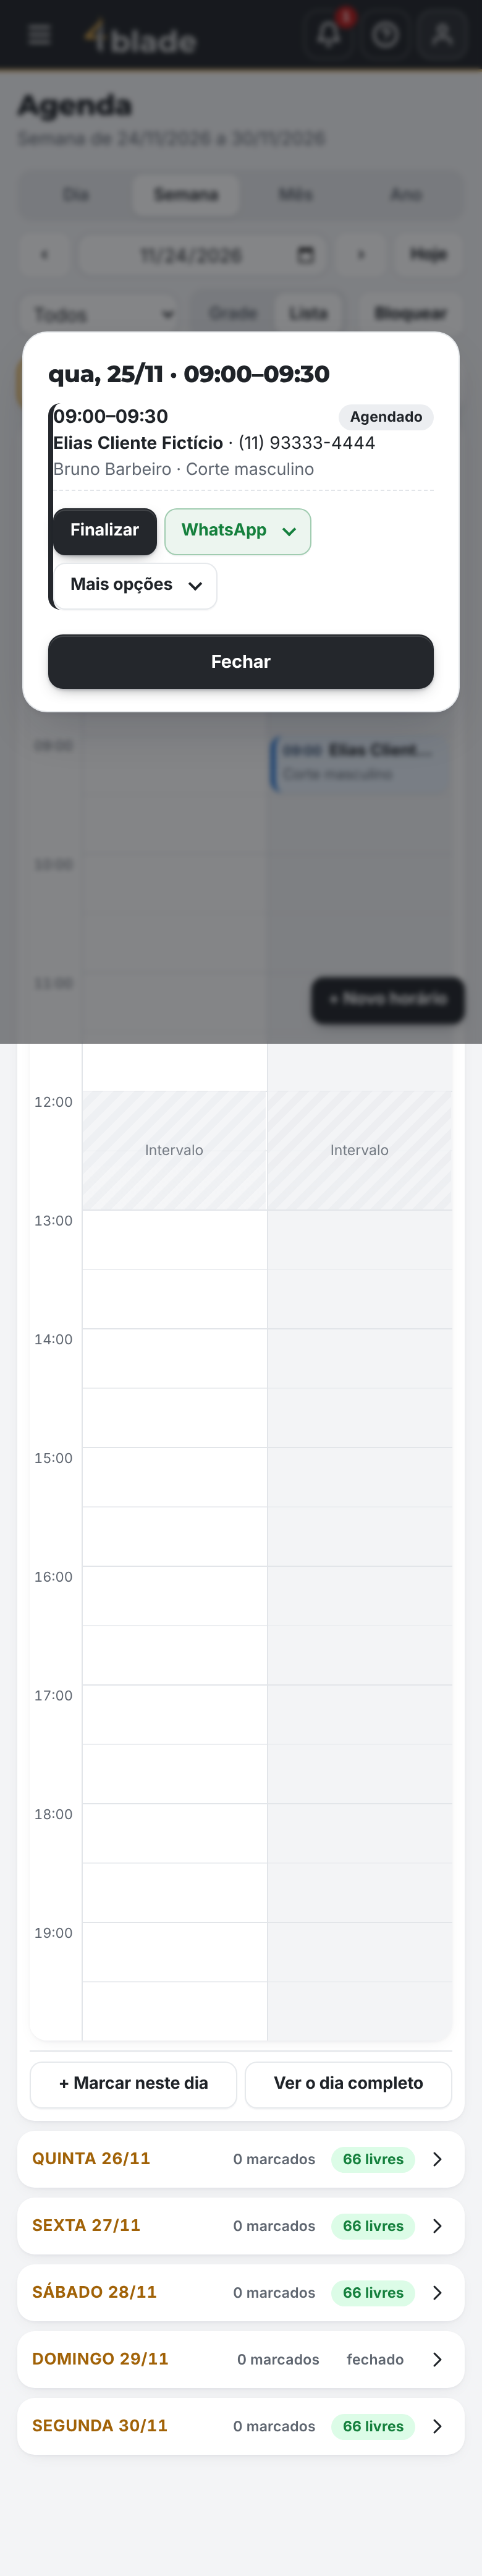 4blade
Agenda
Semana de 24/11/2026 a 30/11/2026
Dia Semana Mês Ano
11/24/2026 Hoje
Todos Grade Lista Bloquear
qua, 25/11 · 09:00–09:30
09:00–09:30 Agendado
Elias Cliente Fictício · (11) 93333-4444
Bruno Barbeiro · Corte masculino
Finalizar WhatsApp
Mais opções
Fechar
09:00 09:00 Elias Client...
Corte masculino
10:00
11:00
+ Novo horário
12:00
Intervalo Intervalo
13:00
14:00
15:00
16:00
17:00
18:00
19:00
+ Marcar neste dia Ver o dia completo
QUINTA 26/11 0 marcados 66 livres
SEXTA 27/11 0 marcados 66 livres
SÁBADO 28/11 0 marcados 66 livres
DOMINGO 29/11 0 marcados fechado
SEGUNDA 30/11 0 marcados 66 livres